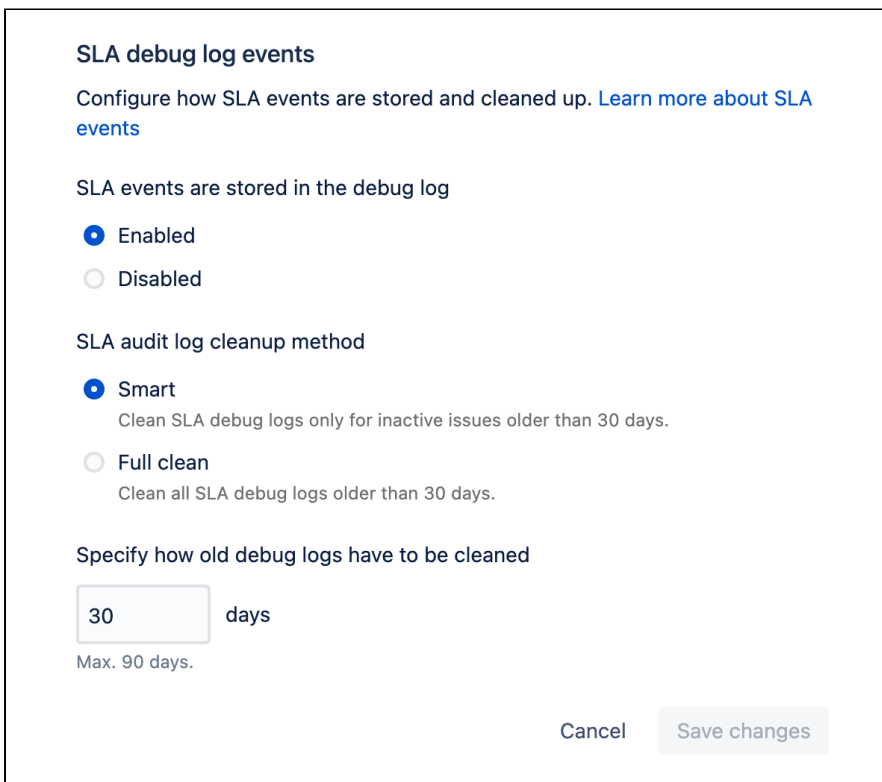 SLA debug log events
Configure how SLA events are stored and cleaned up. Learn more about SLA
events
SLA events are stored in the debug log
Enabled
Disabled
SLA audit log cleanup method
Smart
Clean SLA debug logs only for inactive issues older than 30 days.
Full clean
Clean all SLA debug logs older than 30 days.
Specify how old debug logs have to be cleaned
30 days
Max. 90 days.
Cancel Save changes